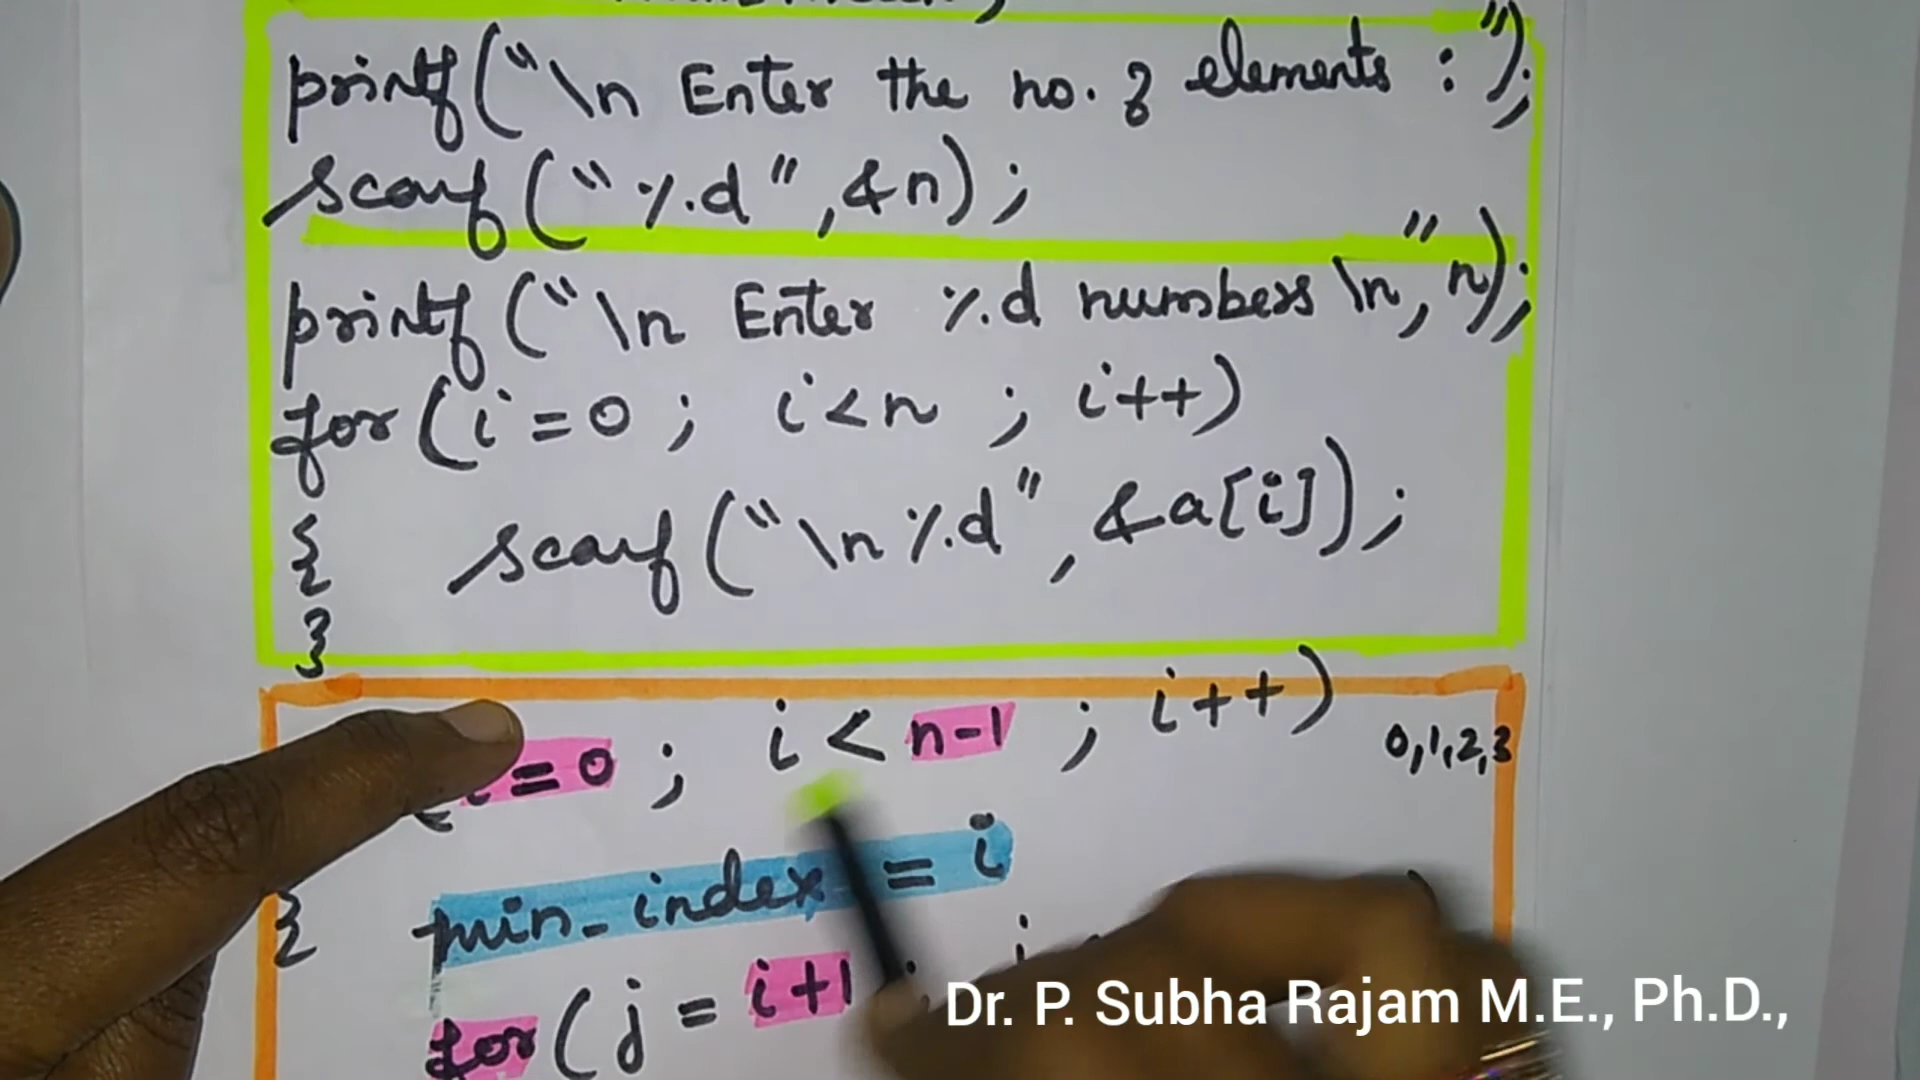 printf("\n Enter the no. of elements : ");
scanf("%d",&n);
printf("\n Enter %d numbers \n",n);
for(i=0; i<n ; i++)
{ scanf("\n%d",&a[i]);
}
(i=0; i<n-1 ; i++) 0,1,2,3
{ min_index = i
for(j = i+1
Dr. P. Subha Rajam M.E., Ph.D.,